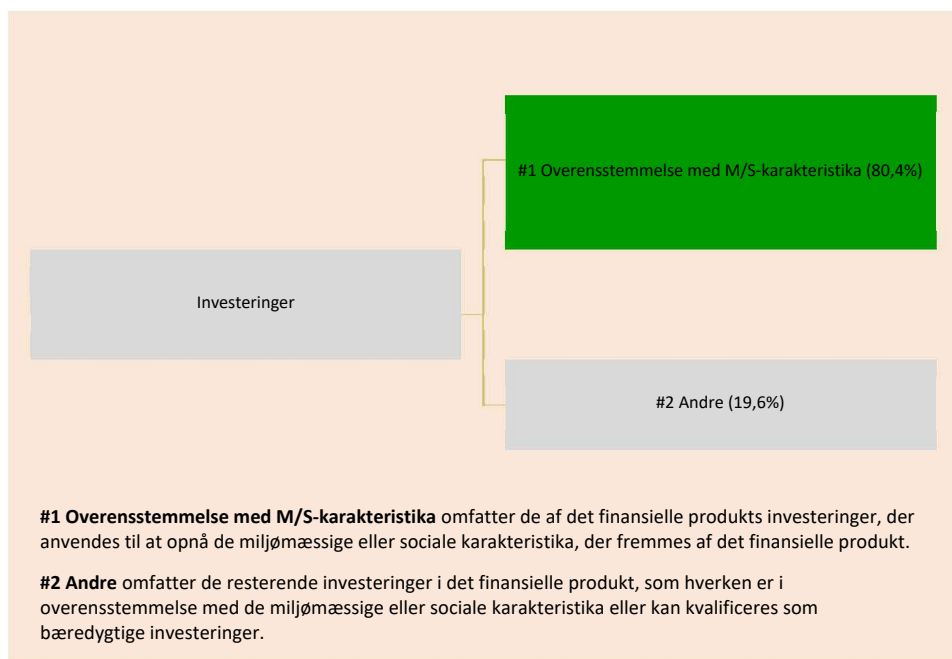 #1 Overensstemmelse med M/S-karakteristika (80,4%)
Investeringer
#2 Andre (19,6%)
#1 Overensstemmelse med M/S-karakteristika omfatter de af det finansielle produkts investeringer, der
anvendes til at opnå de miljømæssige eller sociale karakteristika, der fremmes af det finansielle produkt.
#2 Andre omfatter de resterende investeringer i det finansielle produkt, som hverken er i
overensstemmelse med de miljømæssige eller sociale karakteristika eller kan kvalificeres som
bæredygtige investeringer.